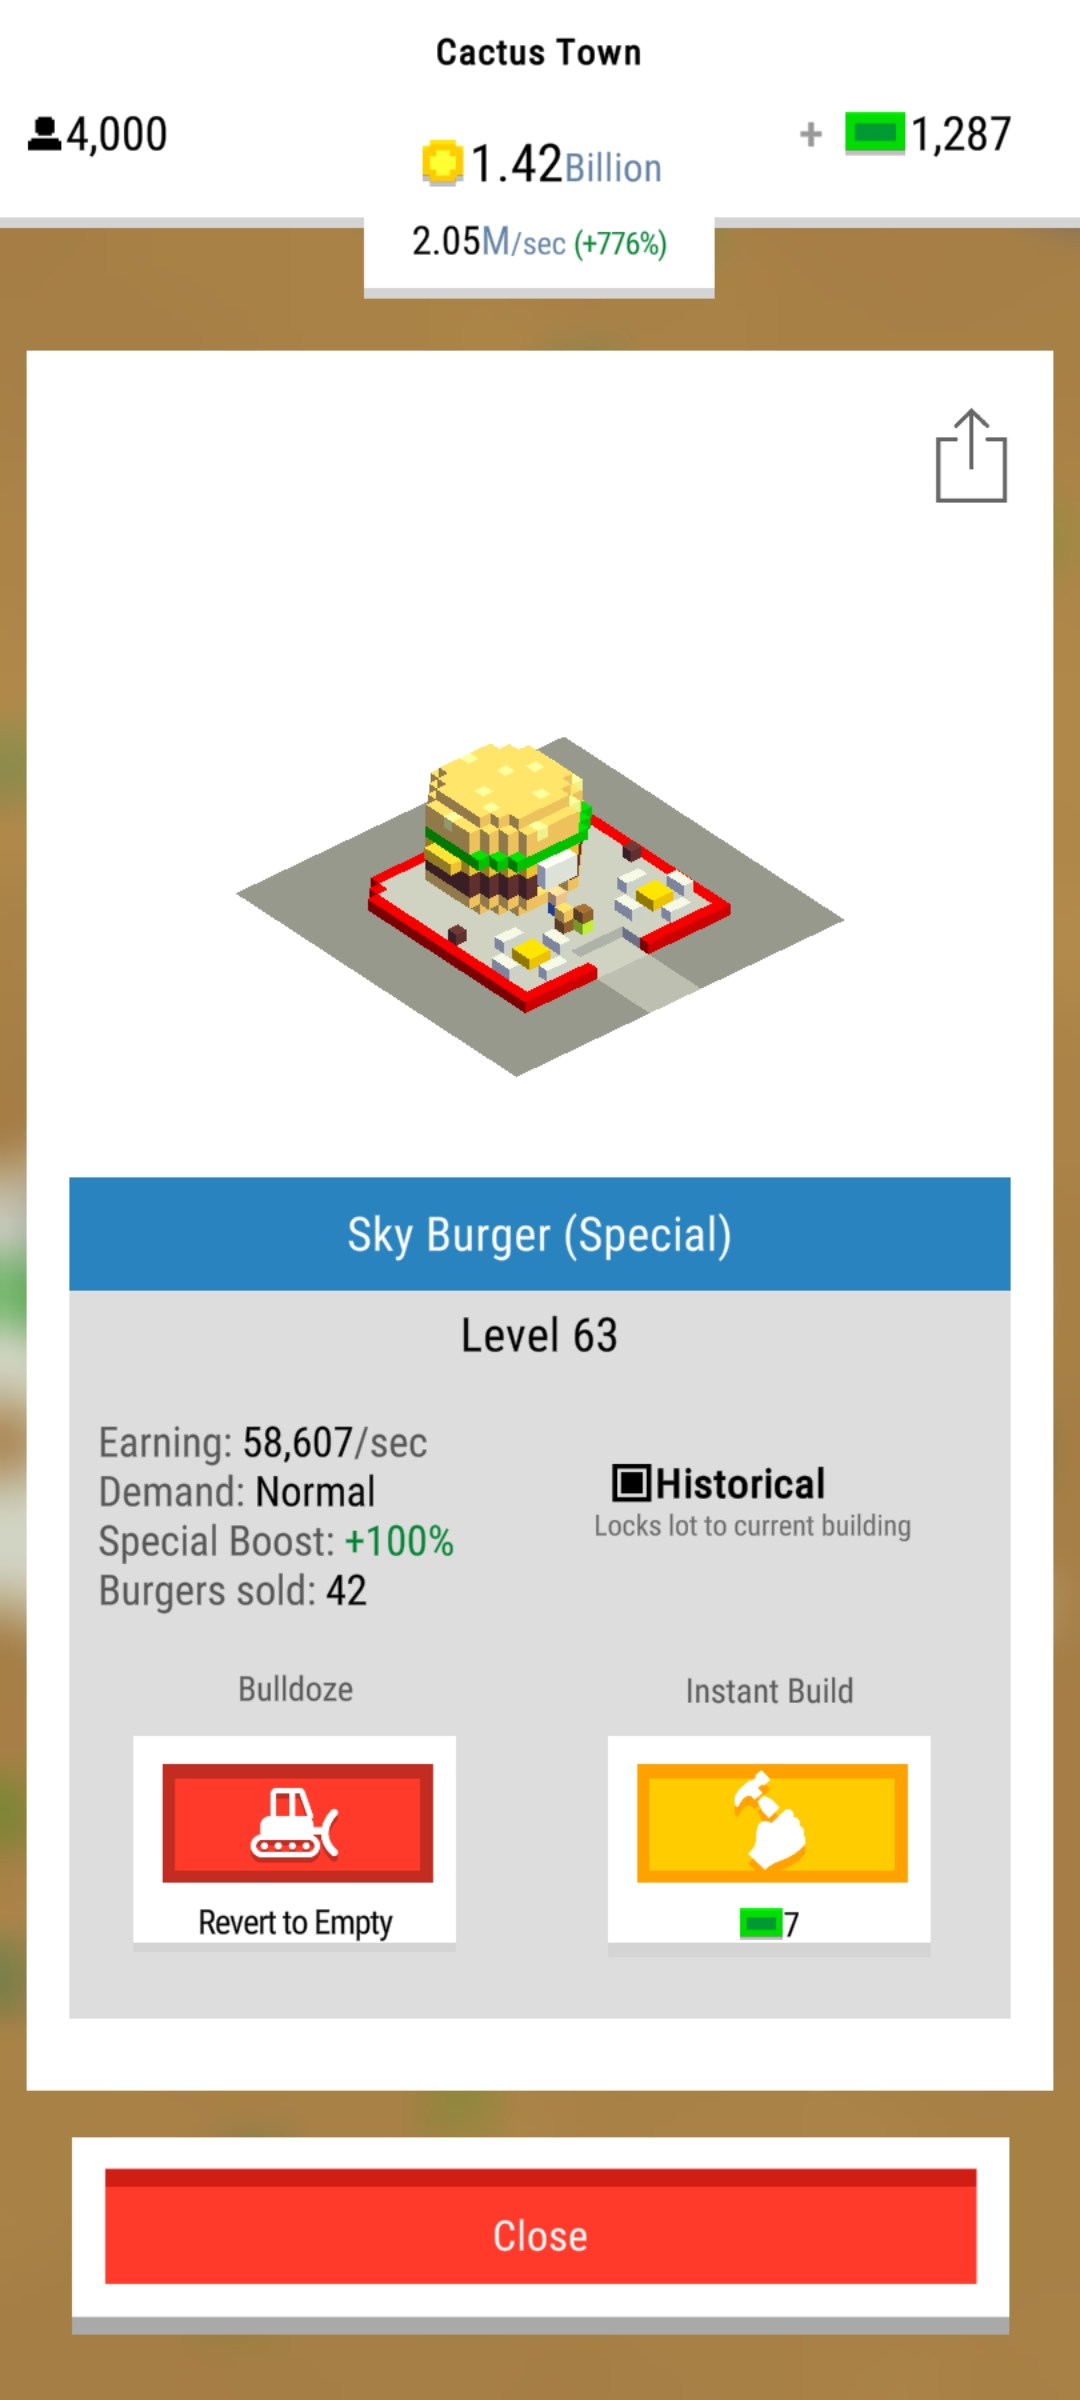 Cactus Town
4,000
1.42Billion
+ 1,287
2.05M/sec (+776%)
Sky Burger (Special)
Level 63
Earning: 58,607/sec
Demand: Normal
Special Boost: +100%
Burgers sold: 42
Historical
Locks lot to current building
Bulldoze
Instant Build
Revert to Empty
7
Close